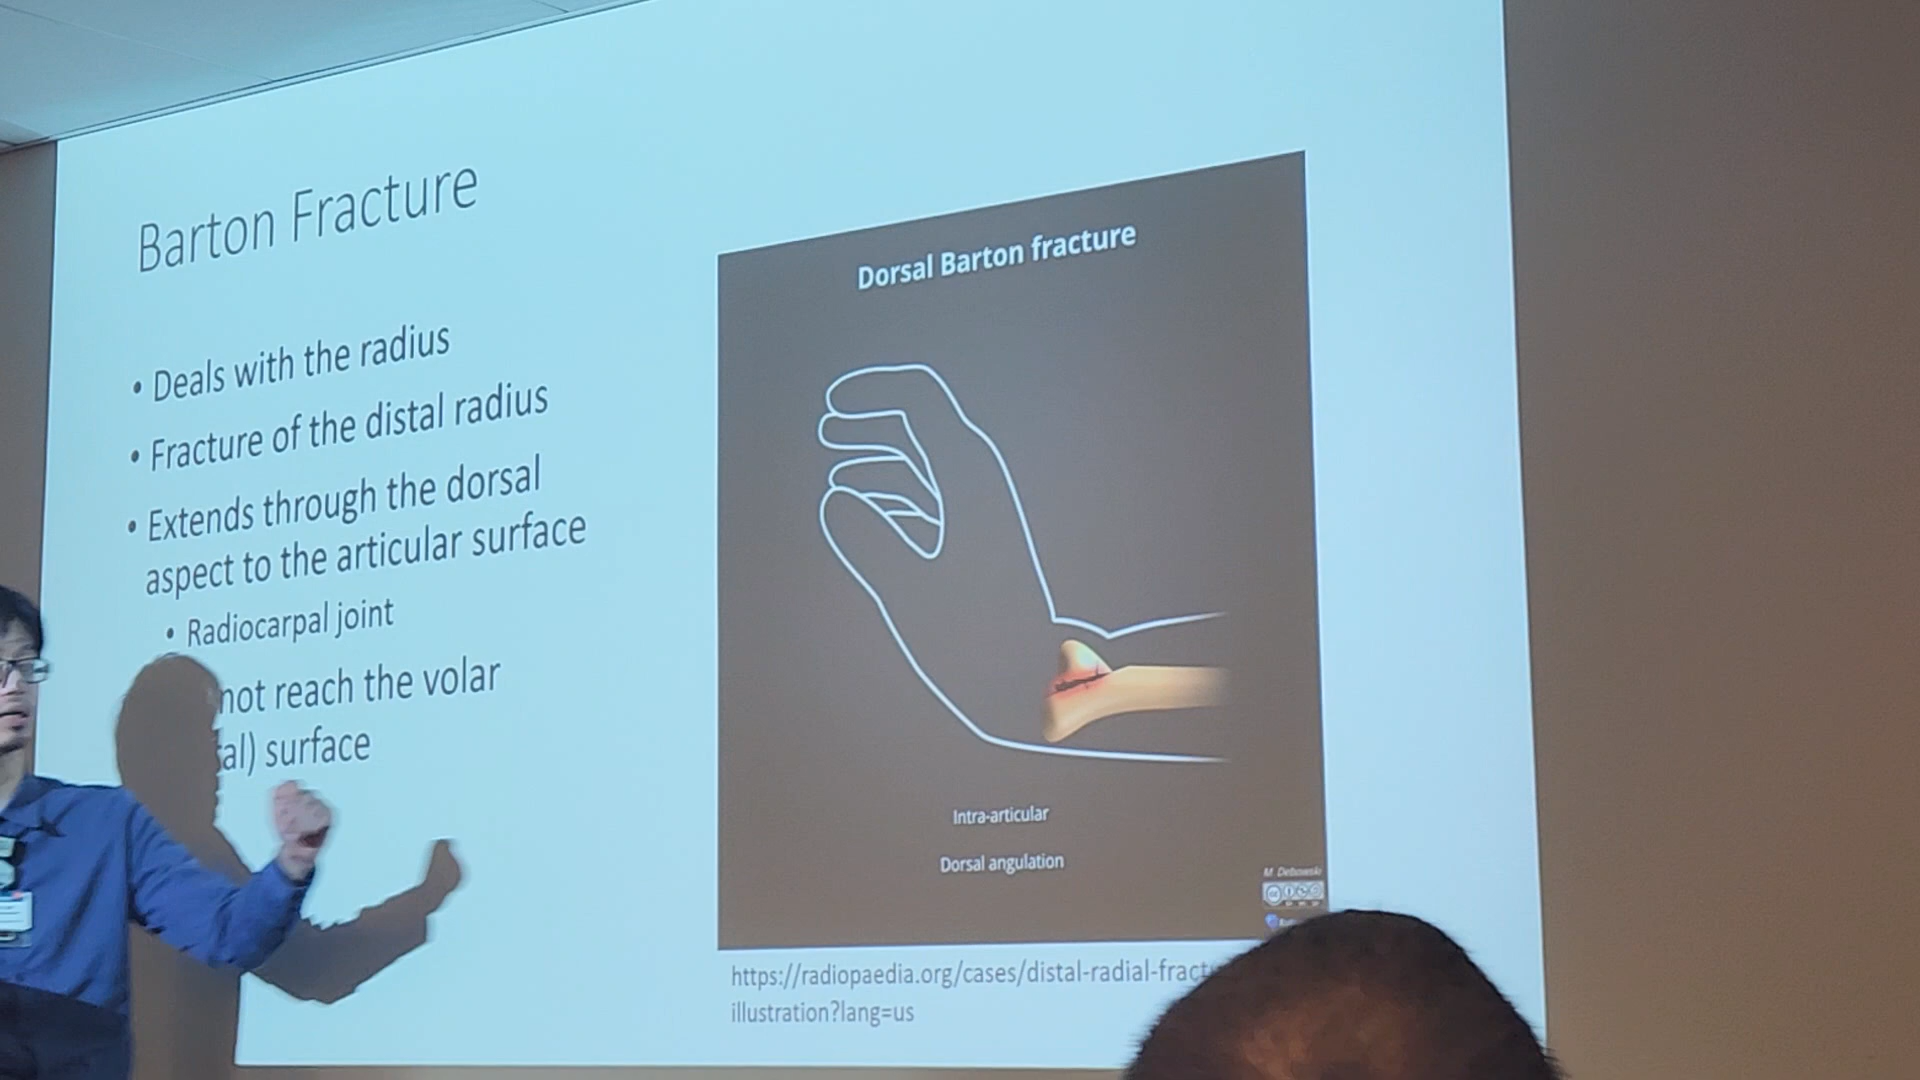 Barton Fracture
• Deals with the radius
• Fracture of the distal radius
• Extends through the dorsal
aspect to the articular surface
• Radiocarpal joint
not reach the volar
surface
Dorsal Barton fracture
Intra-articular
Dorsal angulation
M. Debowski
https://radiopaedia.org/cases/distal-radial-fract
illustration?lang=us